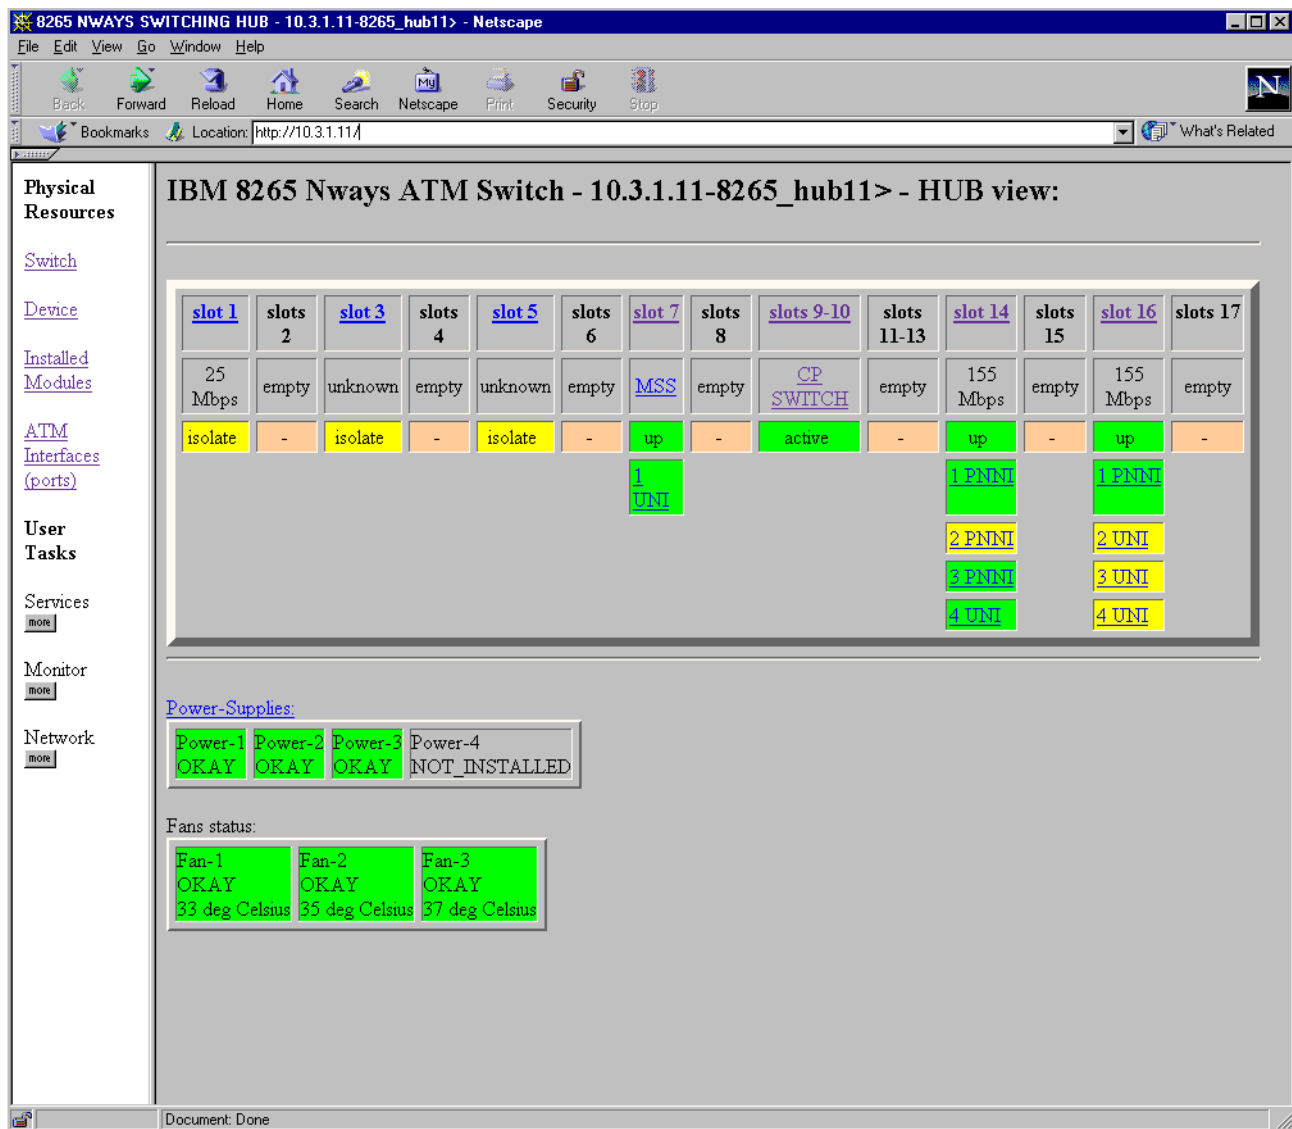 8265 NWAYS SWITCHING HUB - 10.3.1.11-8265_hub11> - Netscape
File Edit View Go Window Help
Back Forward Reload Home Search Netscape Print Security Stop
My
N
Bookmarks Location: http://10.3.1.11/ What's Related
Physical
Resources
Switch
Device
Installed
Modules
ATM
Interfaces
(ports)
User
Tasks
Services
more
Monitor
more
Network
more
IBM 8265 Nways ATM Switch - 10.3.1.11-8265_hub11> - HUB view:
slot 1 slots 2 slot 3 slots 4 slot 5 slots 6 slot 7 slots 8 slots 9-10 slots 11-13 slot 14 slots 15 slot 16 slots 17
25 Mbps empty unknown empty unknown empty MSS empty CP SWITCH empty 155 Mbps empty 155 Mbps empty
isolate - isolate - isolate - up - active - up - up -
1 UNI 1 PNNI 1 PNNI
2 PNNI 2 UNI
3 PNNI 3 UNI
4 UNI 4 UNI
Power-Supplies:
Power-1 Power-2 Power-3 Power-4
OKAY OKAY OKAY NOT_INSTALLED
Fans status:
Fan-1 Fan-2 Fan-3
OKAY OKAY OKAY
33 deg Celsius 35 deg Celsius 37 deg Celsius
Document: Done